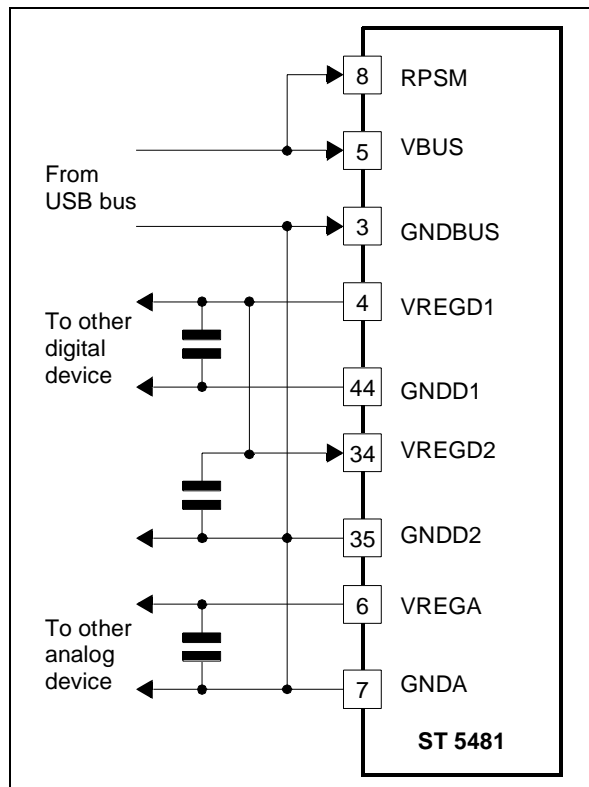 8 RPSM
5 VBUS
From
USB bus
3 GNDBUS
4 VREGD1
To other
digital
device
44 GNDD1
34 VREGD2
35 GNDD2
6 VREGA
To other
analog
device
7 GNDA
ST 5481